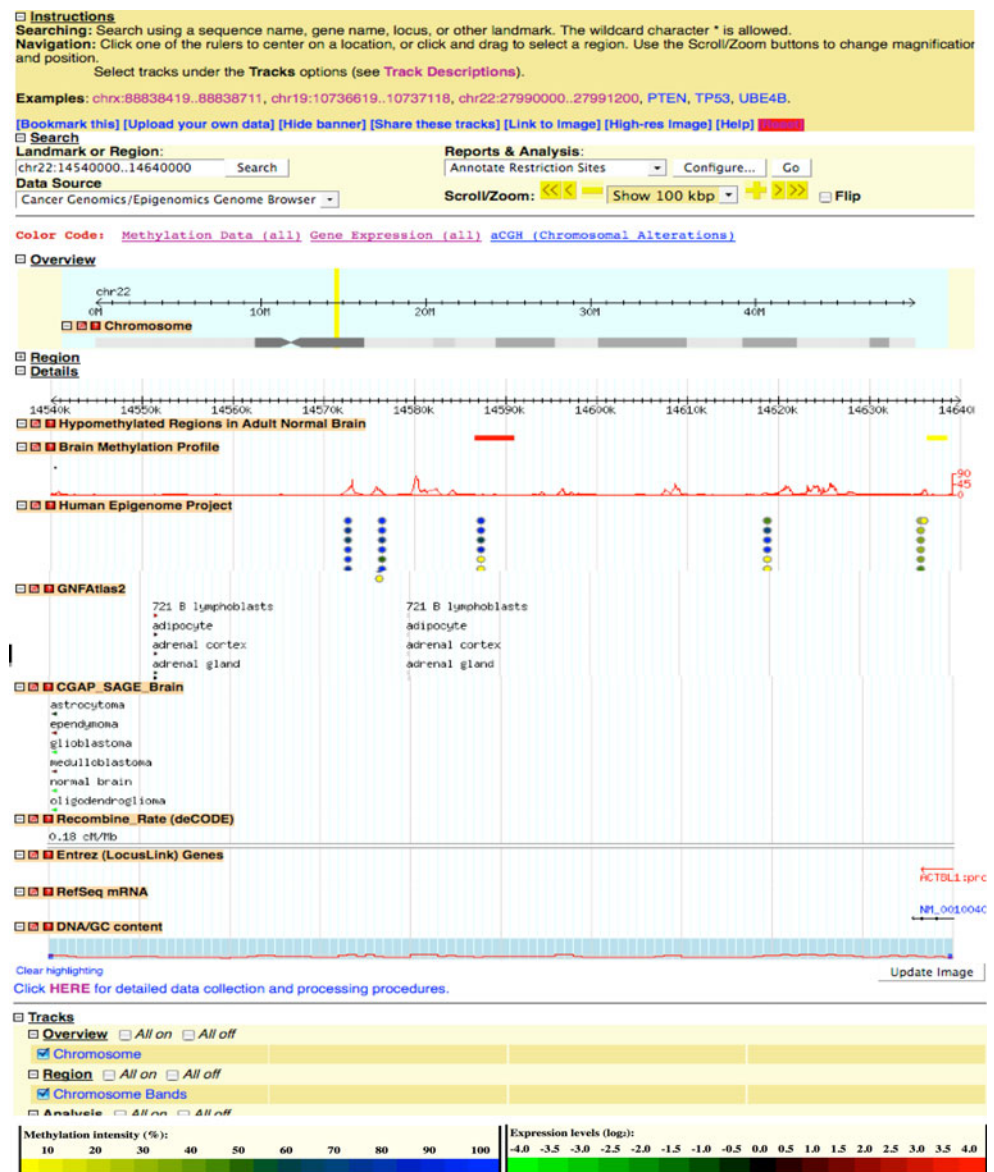 Instructions
Searching: Search using a sequence name, gene name, locus, or other landmark. The wildcard character * is allowed.
Navigation: Click one of the rulers to center on a location, or click and drag to select a region. Use the Scroll/Zoom buttons to change magnification
and position.
Select tracks under the Tracks options (see Track Descriptions).
Examples: chrx:88838419..88838711, chr19:10736619..10737118, chr22:27990000..27991200, PTEN, TP53, UBE4B.
[Bookmark this] [Upload your own data] [Hide banner] [Share these tracks] [Link to Image] [High-res Image] [Help]
Search
Landmark or Region:
chr22:14540000..14640000 Search
Reports & Analysis:
Annotate Restriction Sites Configure... Go
Data Source
Cancer Genomics/Epigenomics Genome Browser
Scroll/Zoom: Show 100 kbp Flip
Color Code: Methylation Data (all) Gene Expression (all) aCGH (Chromosomal Alterations)
Overview
chr22
0M 10M 20M 30M 40M
Chromosome
Region
Details
14540k 14550k 14560k 14570k 14580k 14590k 14600k 14610k 14620k 14630k 14640k
Hypomethylated Regions in Adult Normal Brain
Brain Methylation Profile
90
45
0
Human Epigenome Project
GNFAtlas2
721 B lymphoblasts 721 B lymphoblasts
adipocyte adipocyte
adrenal cortex adrenal cortex
adrenal gland adrenal gland
CGAP_SAGE_Brain
astrocytoma
ependymoma
glioblastoma
medulloblastoma
normal brain
oligodendroglioma
Recombine_Rate (deCODE)
0.18 cM/Mb
Entrez (LocusLink) Genes
ACTBL1:pro
RefSeq mRNA
NM_001004
DNA/GC content
Clear highlighting
Update Image
Click HERE for detailed data collection and processing procedures.
Tracks
Overview All on All off
Chromosome
Region All on All off
Chromosome Bands
Analysis All on All off
Methylation intensity (%):
10 20 30 40 50 60 70 80 90 100
Expression levels (log₂):
-4.0 -3.5 -3.0 -2.5 -2.0 -1.5 -1.0 -0.5 0.0 0.5 1.0 1.5 2.0 2.5 3.0 3.5 4.0